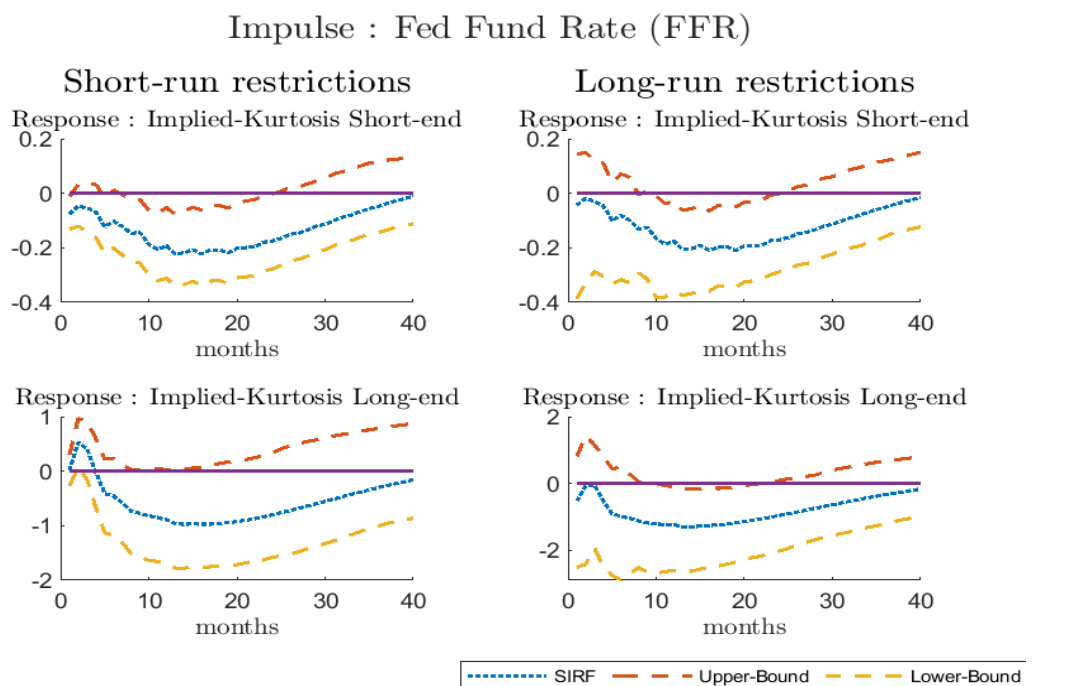 Impulse : Fed Fund Rate (FFR)
Short-run restrictions
Long-run restrictions
Response : Implied-Kurtosis Short-end
Response : Implied-Kurtosis Short-end
0.2
0
-0.2
-0.4
0 10 20 30 40
months
0.2
0
-0.2
-0.4
0 10 20 30 40
months
Response : Implied-Kurtosis Long-end
Response : Implied-Kurtosis Long-end
1
0
-1
-2
0 10 20 30 40
months
2
0
-2
0 10 20 30 40
months
SIRF Upper-Bound Lower-Bound